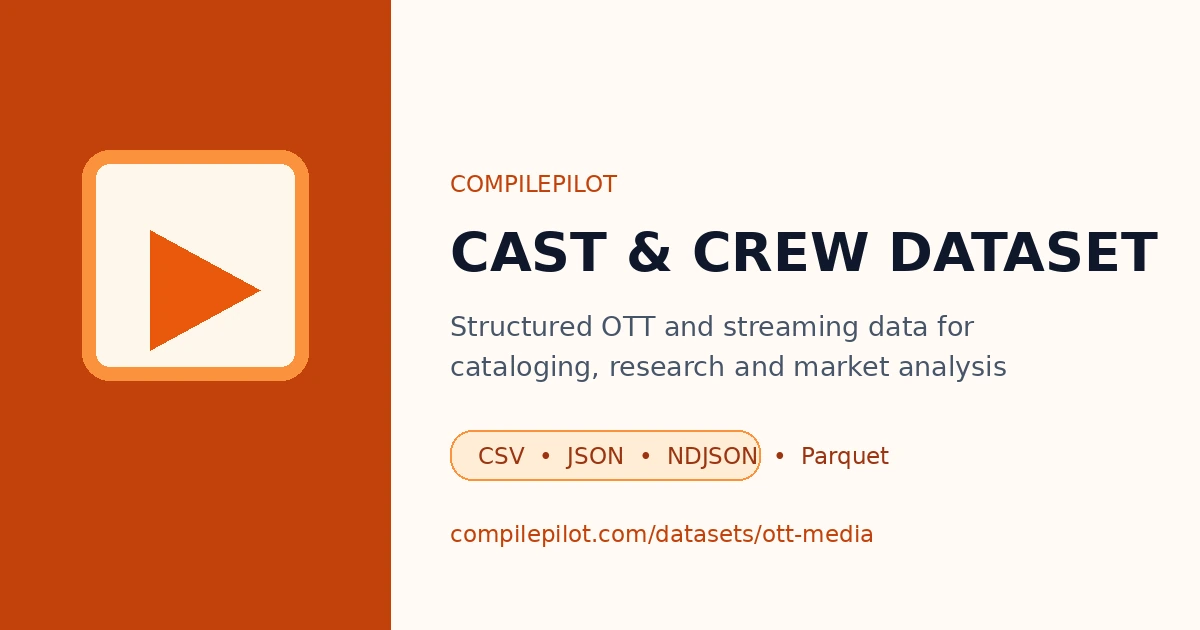 COMPILEPILOT
CAST & CREW DATASET
Structured OTT and streaming data for
cataloging, research and market analysis
CSV • JSON • NDJSON • Parquet
compilepilot.com/datasets/ott-media